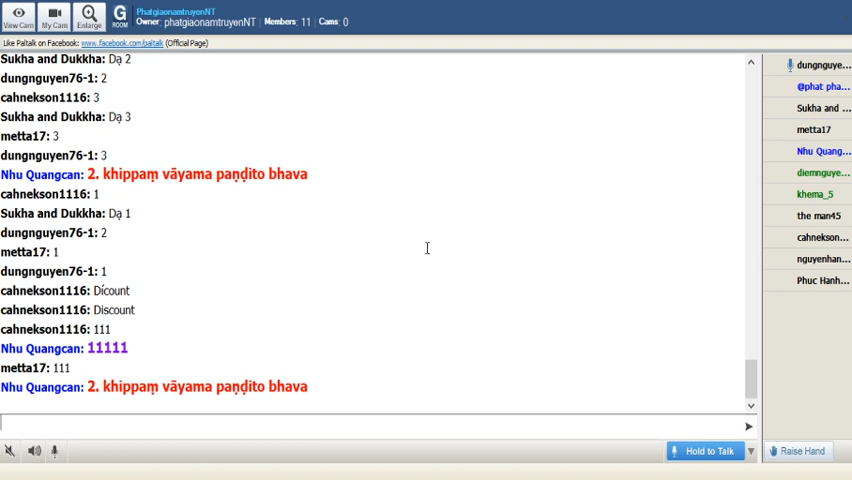 PhatgiaonamtruyenNT
Owner: phatgiaonamtruyenNT Members: 11 Cams: 0
View Cam
My Cam
Enlarge
G
ROOM
Like Paltalk on Facebook: www.facebook.com/paltalk (Official Page)
Sukha and Dukkha: Dạ 2
dungnguyen76-1: 2
cahnekson1116: 3
Sukha and Dukkha: Dạ 3
metta17: 3
dungnguyen76-1: 3
Nhu Quangcan: 2. khippaṃ vāyama paṇḍito bhava
cahnekson1116: 1
Sukha and Dukkha: Dạ 1
dungnguyen76-1: 2
metta17: 1
dungnguyen76-1: 1
cahnekson1116: Dícount
cahnekson1116: Discount
cahnekson1116: 111
Nhu Quangcan: 11111
metta17: 111
Nhu Quangcan: 2. khippaṃ vāyama paṇḍito bhava
Hold to Talk
dungnguye...
@phat pha...
Sukha and ...
metta17
Nhu Quang...
diemnguye...
khema_5
the man45
cahnekson...
nguyenhan...
Phuc Hanh...
Raise Hand